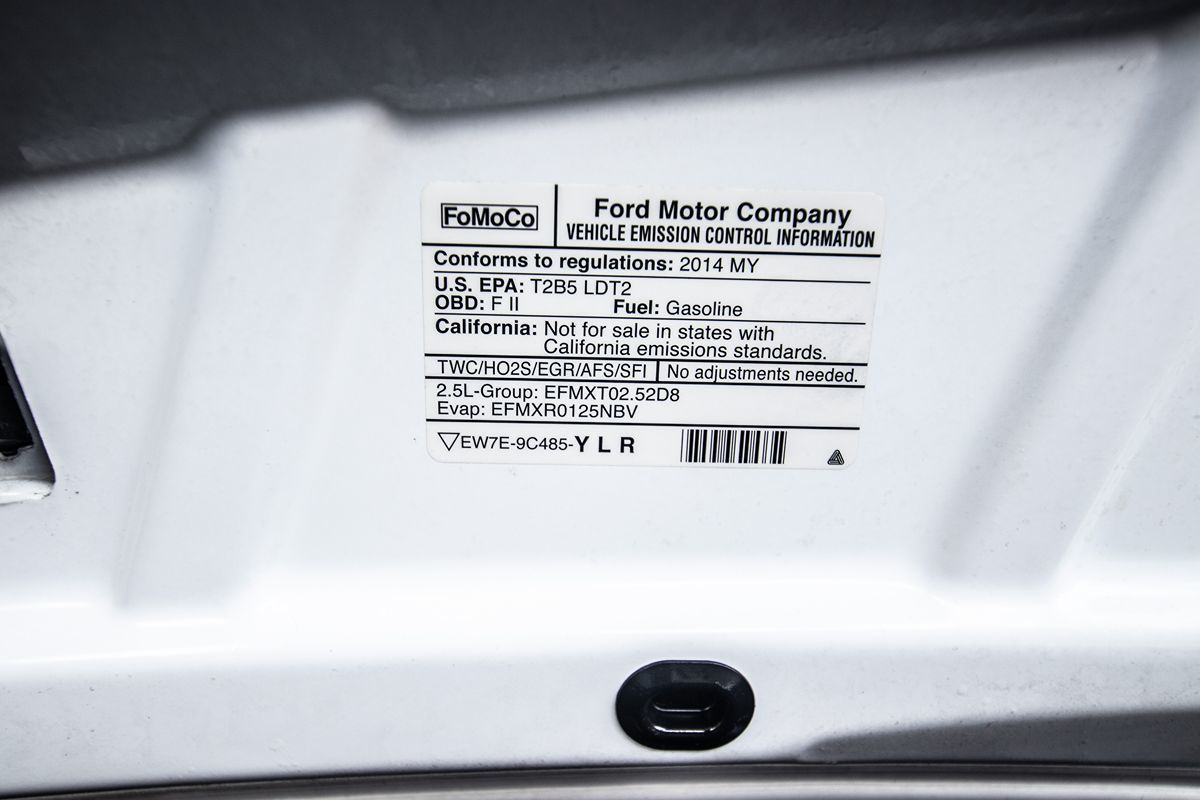 FoMoCo
Ford Motor Company
VEHICLE EMISSION CONTROL INFORMATION
Conforms to regulations: 2014 MY
U.S. EPA: T2B5 LDT2
OBD: F II Fuel: Gasoline
California: Not for sale in states with
California emissions standards.
TWC/HO2S/EGR/AFS/SFI No adjustments needed.
2.5L-Group: EFMXT02.52D8
Evap: EFMXR0125NBV
EW7E-9C485-Y L R